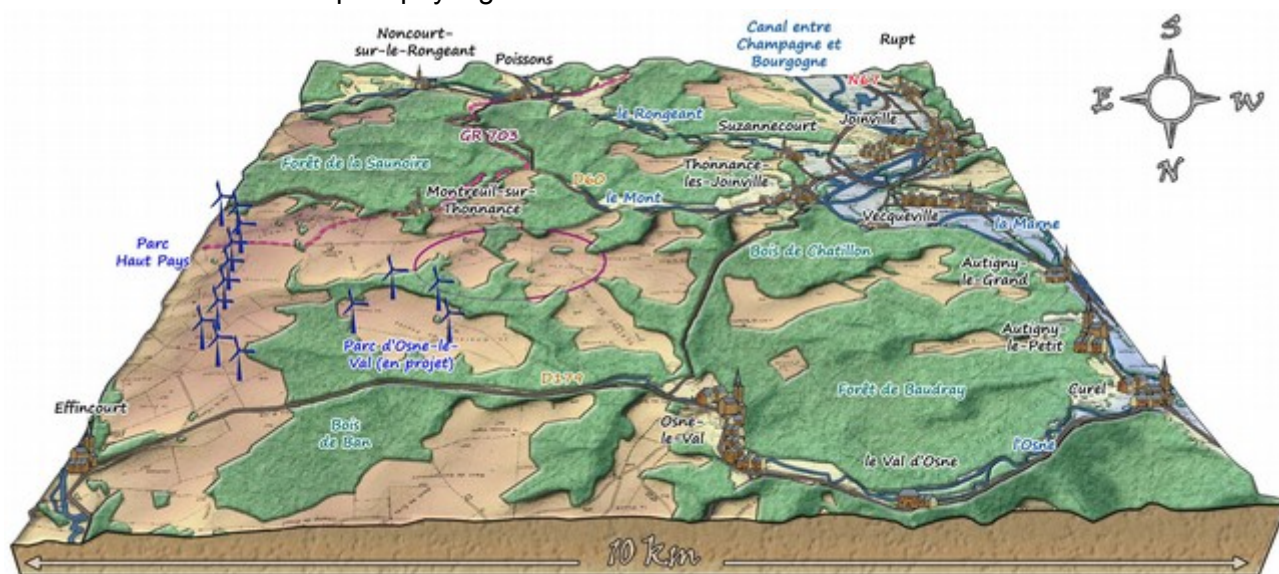 Noncourt-
sur-le-Rongeant
Poissons
Canal entre
Champagne et
Bourgogne
Rupt
N67
S
E
W
N
le Rongeant
Suzannecourt
Joinville
GR 703
Forêt de la Saunoire
Thonnance-
les-Joinville
D60
le Mont
Montreuil-sur-
Thonnance
Vecqueville
la Marne
Parc
Haut Pays
Bois de Chatillon
Autigny-
le-Grand
Autigny-
le-Petit
Parc d'Osne-le-
Val (en projet)
D179
Forêt de Baudray
Curel
Effincourt
Bois
de Ban
Osne-
le-Val
l'Osne
le Val d'Osne
10 Km